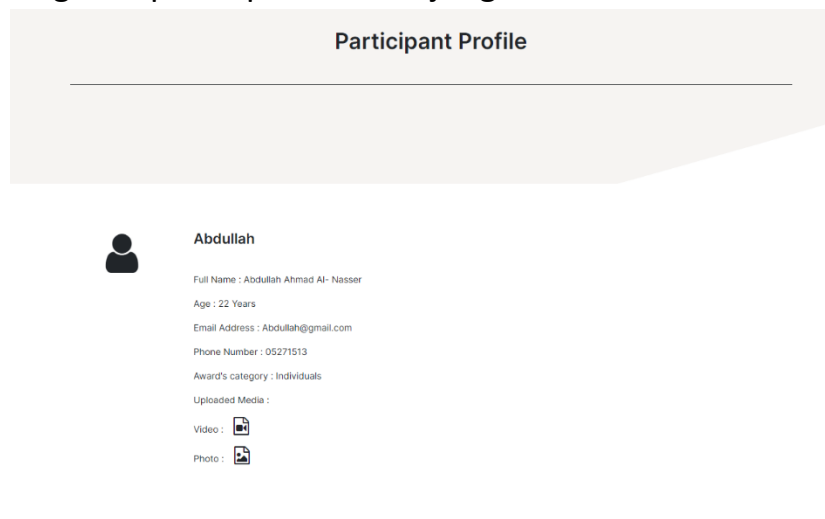 Participant Profile
Abdullah
Full Name : Abdullah Ahmad Al- Nasser
Age : 22 Years
Email Address : Abdullah@gmail.com
Phone Number : 05271513
Award's category : Individuals
Uploaded Media :
Video :
Photo :